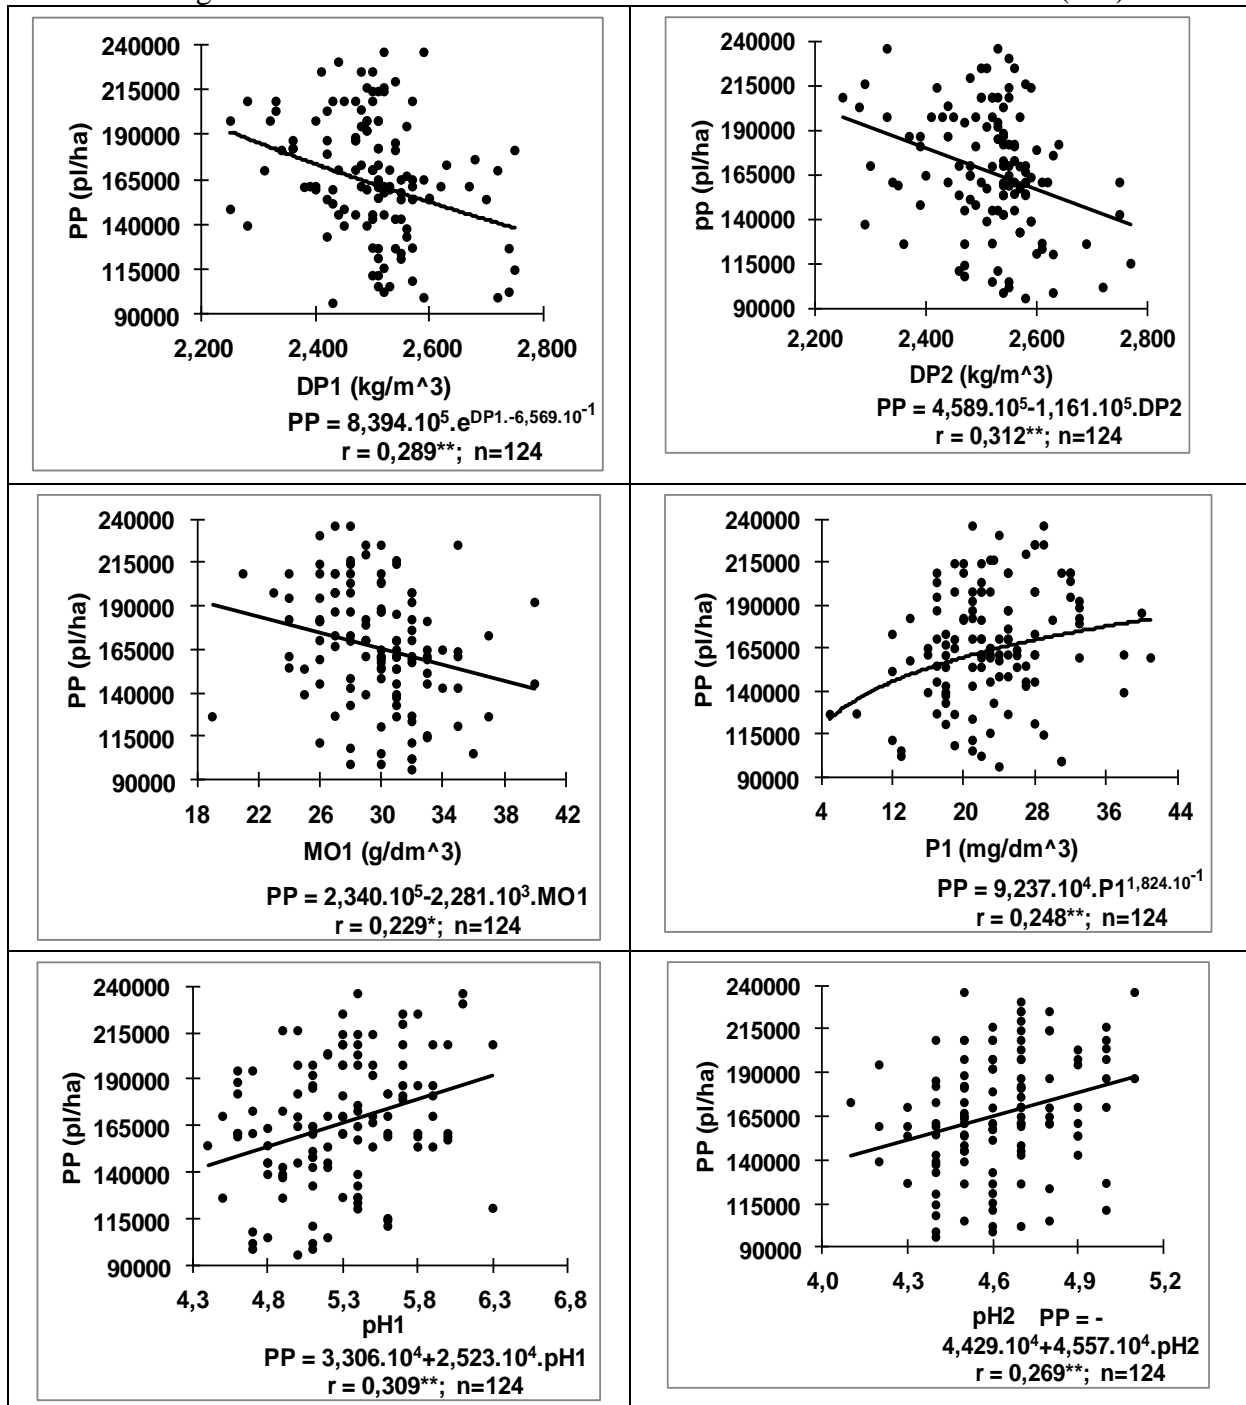 240000
215000
190000
165000
140000
115000
90000
PP (pl/ha)
2,200 2,400 2,600 2,800
DP1 (kg/m^3)
PP = 8,394.10⁵.e^DP1.-6,569.10⁻¹
r = 0,289**; n=124
240000
215000
190000
165000
140000
115000
90000
pp (pl/ha)
2,200 2,400 2,600 2,800
DP2 (kg/m^3)
PP = 4,589.10⁵-1,161.10⁵.DP2
r = 0,312**; n=124
240000
215000
190000
165000
140000
115000
90000
PP (pl/ha)
18 22 26 30 34 38 42
MO1 (g/dm^3)
PP = 2,340.10⁵-2,281.10³.MO1
r = 0,229*; n=124
240000
215000
190000
165000
140000
115000
90000
PP (pl/ha)
4 12 20 28 36 44
P1 (mg/dm^3)
PP = 9,237.10⁴.P1^1,824.10⁻¹
r = 0,248**; n=124
240000
215000
190000
165000
140000
115000
90000
PP (pl/ha)
4,3 4,8 5,3 5,8 6,3 6,8
pH1
PP = 3,306.10⁴+2,523.10⁴.pH1
r = 0,309**; n=124
240000
215000
190000
165000
140000
115000
90000
PP (pl/ha)
4,0 4,3 4,6 4,9 5,2
pH2 PP = -
4,429.10⁴+4,557.10⁴.pH2
r = 0,269**; n=124